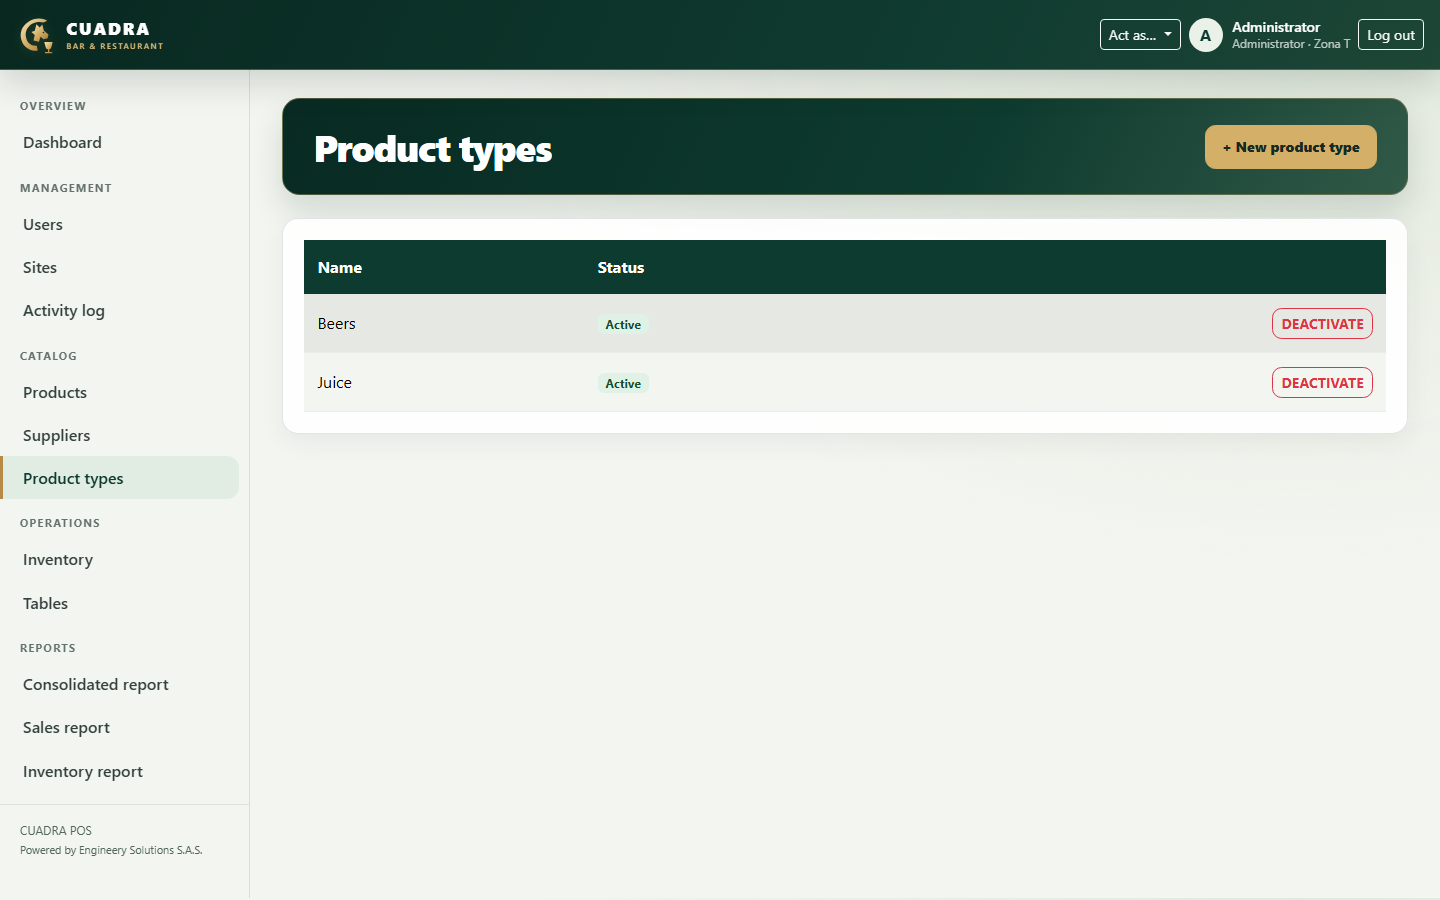 CUADRA
BAR & RESTAURANT
Act as...
A
Administrator
Administrator · Zona T
Log out
OVERVIEW
Dashboard
MANAGEMENT
Users
Sites
Activity log
CATALOG
Products
Suppliers
Product types
OPERATIONS
Inventory
Tables
REPORTS
Consolidated report
Sales report
Inventory report
CUADRA POS
Powered by Engineery Solutions S.A.S.
Product types
+ New product type
Name Status
Beers Active DEACTIVATE
Juice Active DEACTIVATE